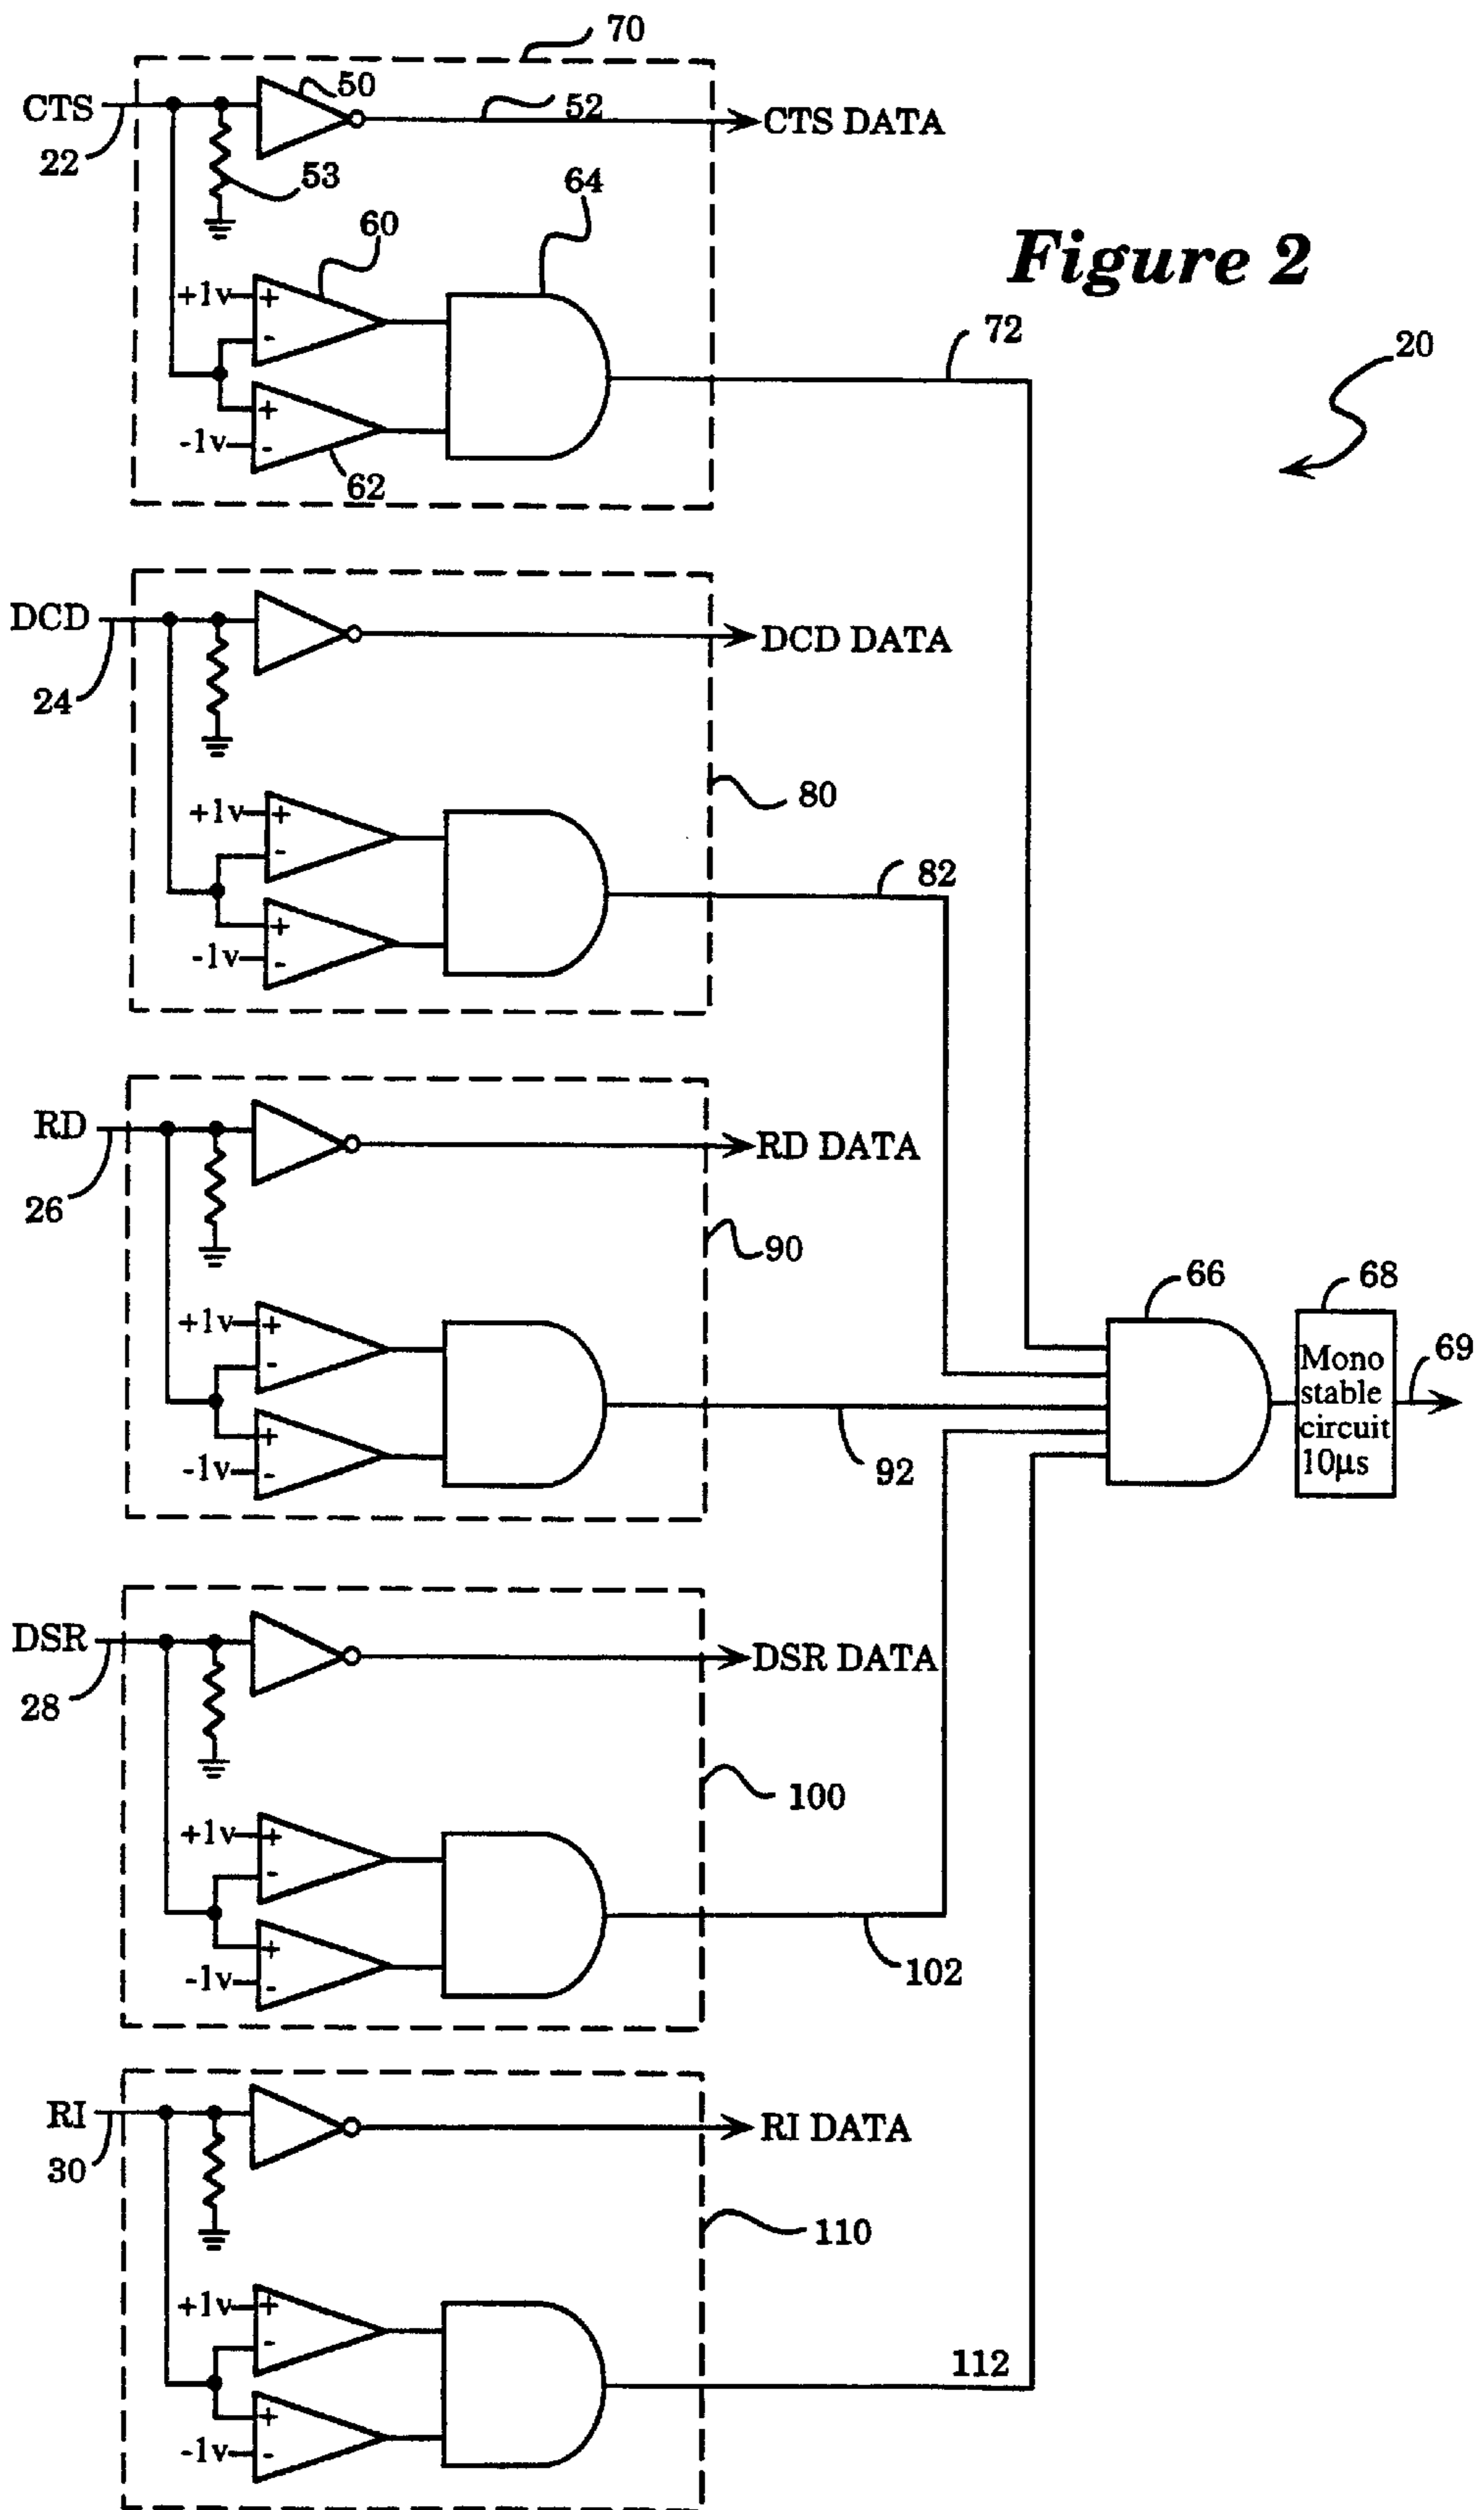 70
CTS
50
52
CTS DATA
22
53
64
60
Figure 2
+1v
+
-
72
20
+
-1v
-
62
DCD
DCD DATA
24
80
+1v
+
-
82
+
-1v
-
RD
RD DATA
26
90
+1v
+
-
66
68
69
Mono
stable
circuit
10µs
+
-1v
-
92
DSR
DSR DATA
28
100
+1v
+
-
+
-1v
-
102
RI
RI DATA
30
110
+1v
+
-
112
+
-1v
-